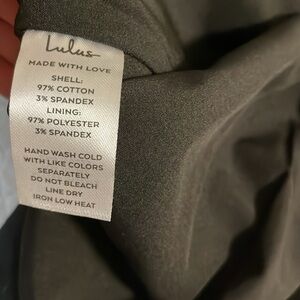 Lulus
MADE WITH LOVE
SHELL:
97% COTTON
3% SPANDEX
LINING:
97% POLYESTER
3% SPANDEX
HAND WASH COLD
WITH LIKE COLORS
SEPARATELY
DO NOT BLEACH
LINE DRY
IRON LOW HEAT